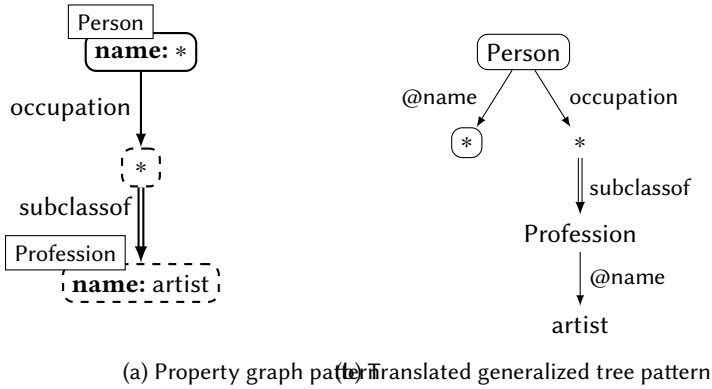 Person
name: *
occupation
*
subclassof
Profession
name: artist
Person
@name
occupation
*
*
subclassof
Profession
@name
artist
(a) Property graph pattern
(b) Translated generalized tree pattern